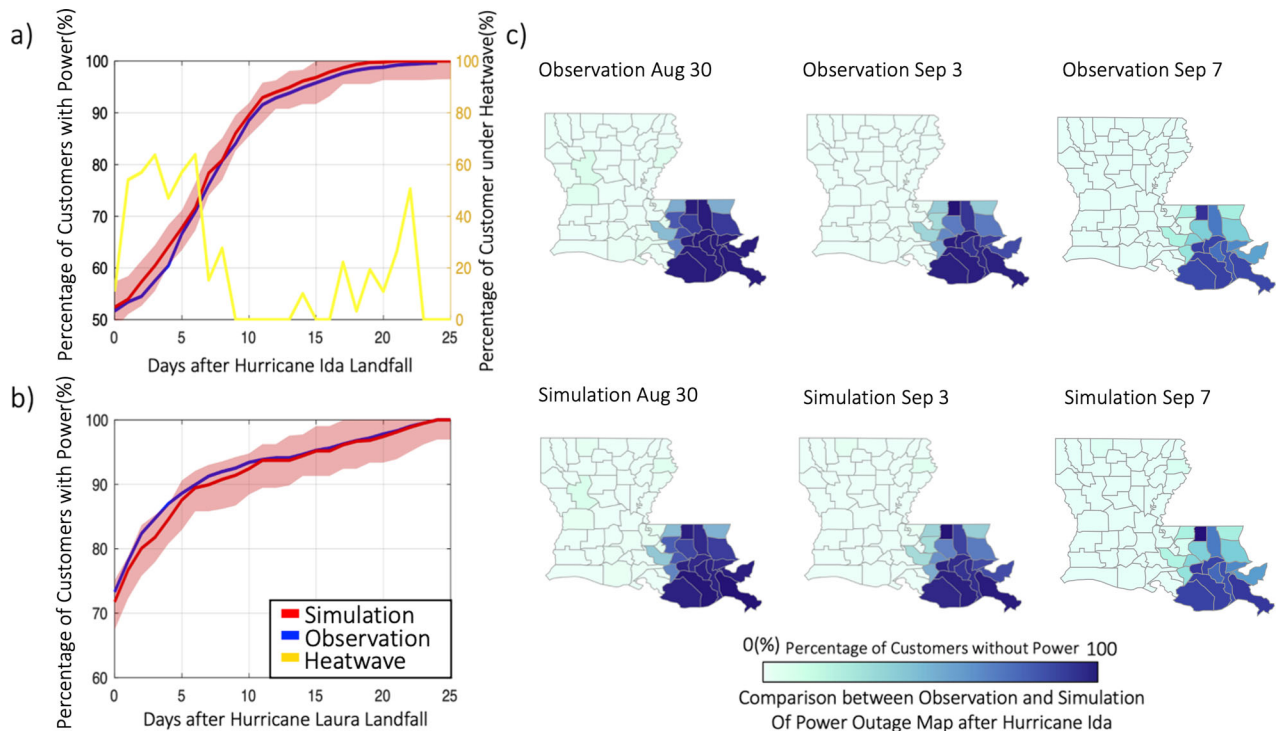 a)
Percentage of Customers with Power(%)
100
90
80
70
60
50
0
5
10
15
20
25
Days after Hurricane Ida Landfall
100
80
60
40
20
0
Percentage of Customer under Heatwave(%)
b)
Percentage of Customers with Power(%)
100
90
80
70
60
0
5
10
15
20
25
Days after Hurricane Laura Landfall
Simulation
Observation
Heatwave
c)
Observation Aug 30
Observation Sep 3
Observation Sep 7
Simulation Aug 30
Simulation Sep 3
Simulation Sep 7
0(%) Percentage of Customers without Power 100
Comparison between Observation and Simulation
Of Power Outage Map after Hurricane Ida